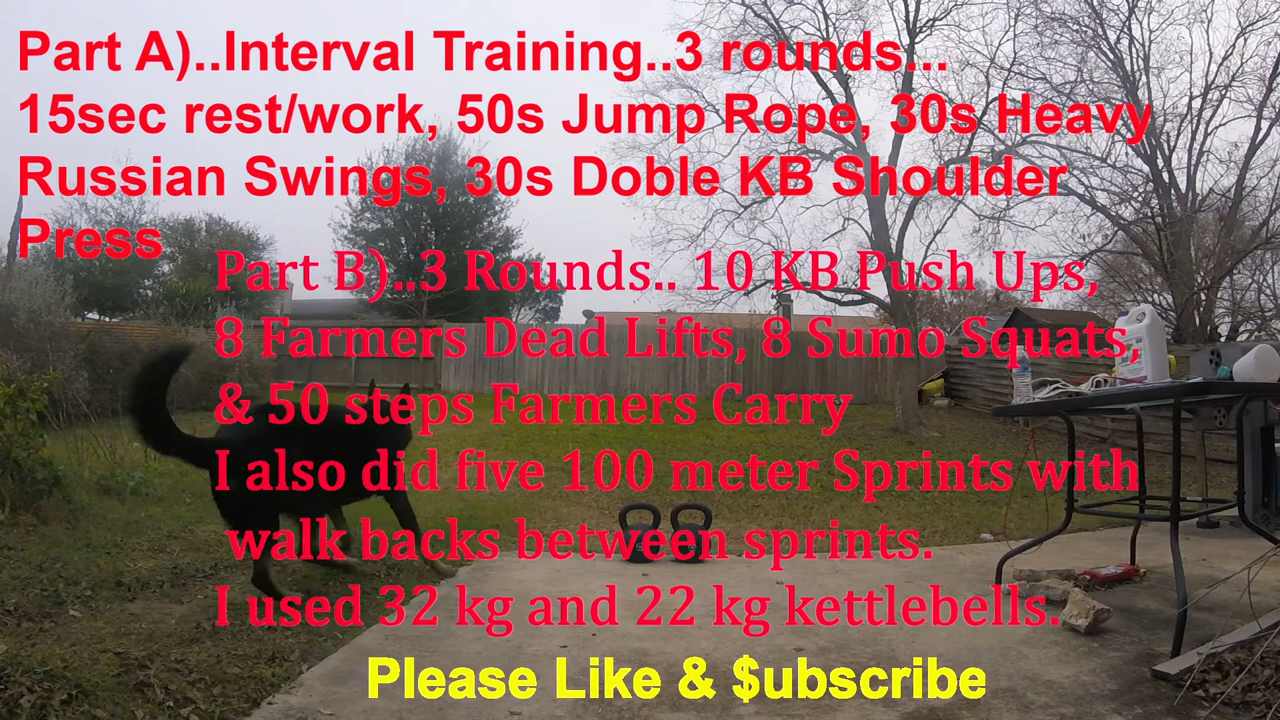 Part A)..Interval Training..3 rounds...
15sec rest/work, 50s Jump Rope, 30s Heavy
Russian Swings, 30s Doble KB Shoulder
Press
Part B)..3 Rounds.. 10 KB Push Ups,
8 Farmers Dead Lifts, 8 Sumo Squats,
& 50 steps Farmers Carry
I also did five 100 meter Sprints with
walk backs between sprints.
I used 32 kg and 22 kg kettlebells.
Please Like & $ubscribe